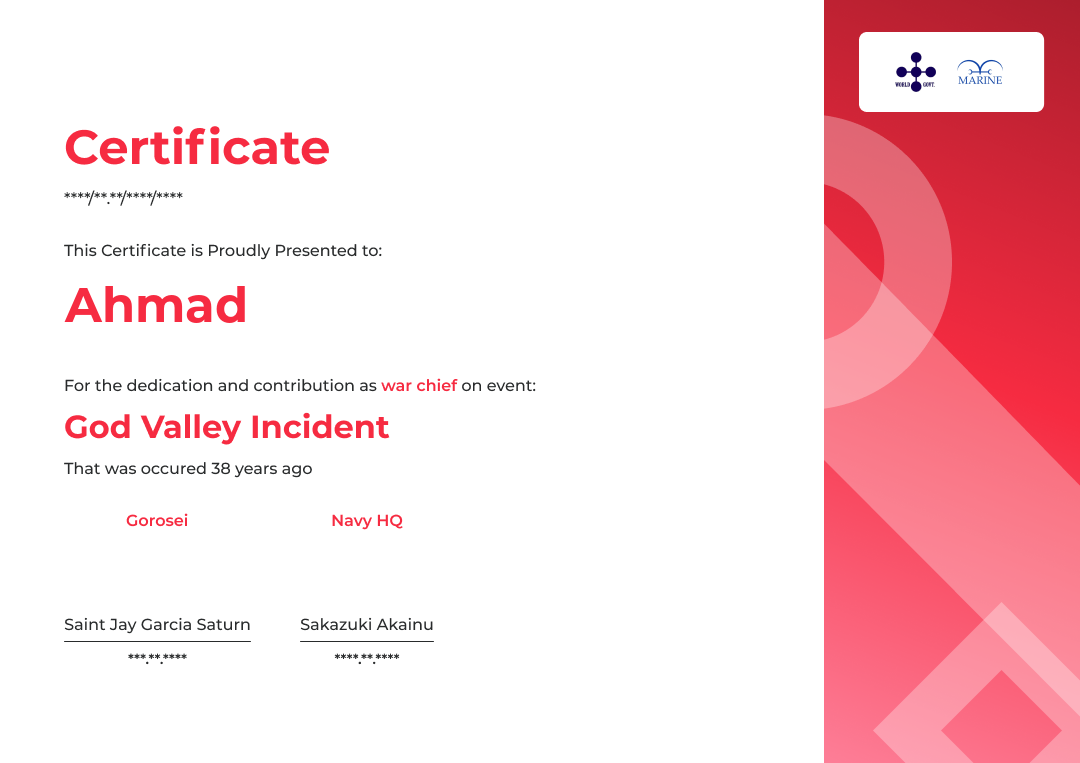 WORLD GOVT.
MARINE
Certificate
****/**.**/****/****
This Certificate is Proudly Presented to:
Ahmad
For the dedication and contribution as war chief on event:
God Valley Incident
That was occured 38 years ago
Gorosei Navy HQ
Saint Jay Garcia Saturn Sakazuki Akainu
***.**.**** ****.**.****